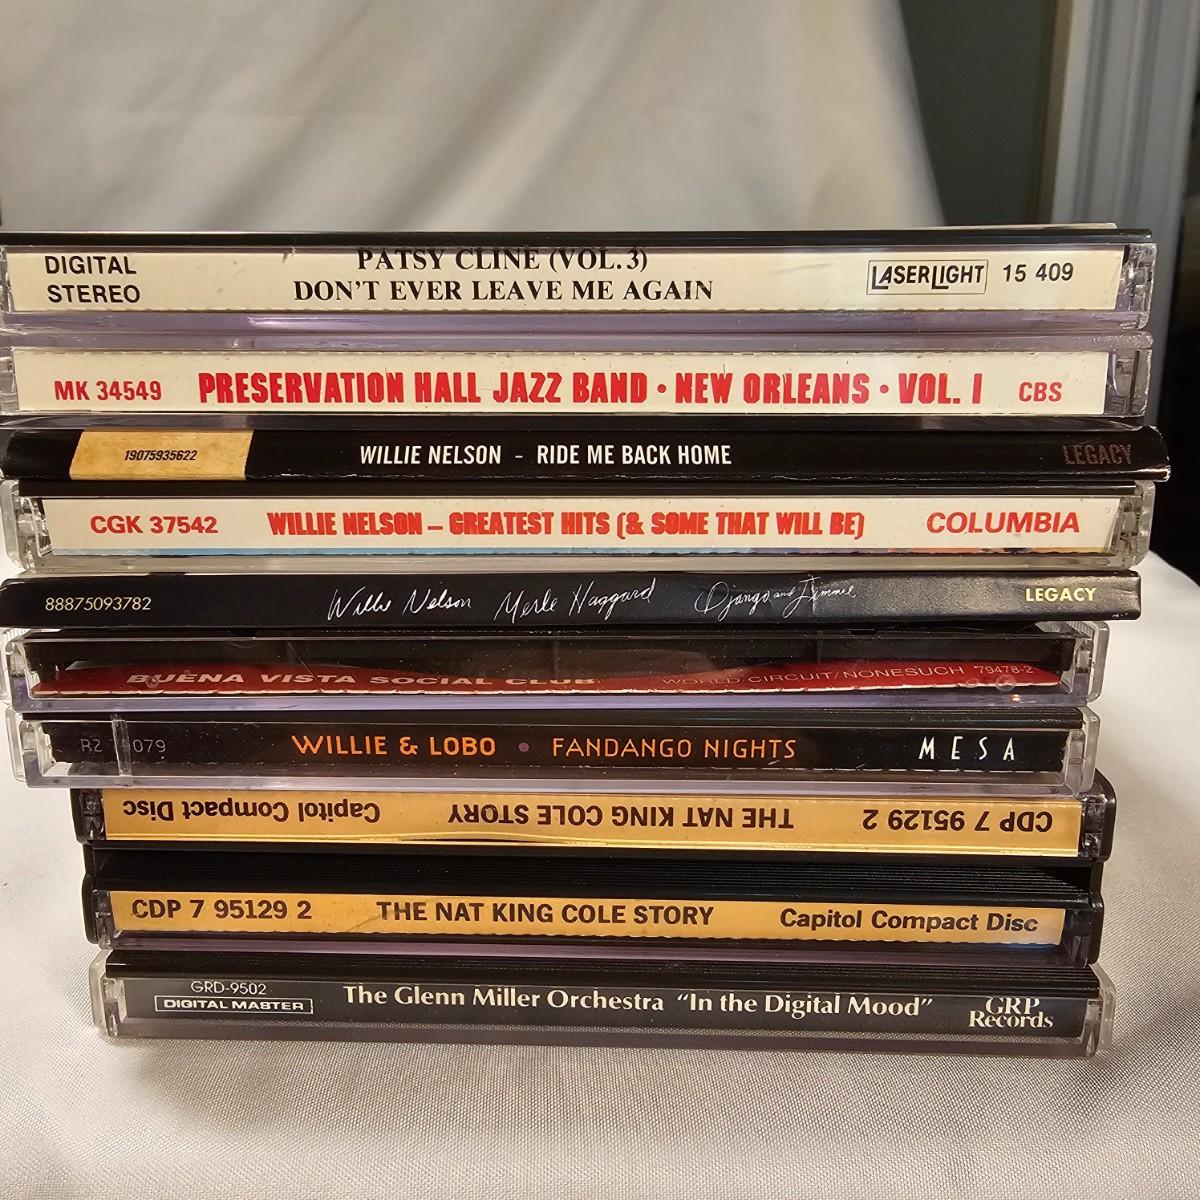 DIGITAL STEREO PATSY CLINE (VOL. 3) DON'T EVER LEAVE ME AGAIN LASERLIGHT 15 409
MK 34549 PRESERVATION HALL JAZZ BAND • NEW ORLEANS • VOL. I CBS
19075935622 WILLIE NELSON - RIDE ME BACK HOME LEGACY
CGK 37542 WILLIE NELSON – GREATEST HITS (& SOME THAT WILL BE) COLUMBIA
88875093782 Willie Nelson Merle Haggard Django and Jimmie LEGACY
BUENA VISTA SOCIAL CLUB WORLD CIRCUIT/NONESUCH 79478-2
R2 WILLIE & LOBO • FANDANGO NIGHTS MESA
CDP 7 95129 2 THE NAT KING COLE STORY Capitol Compact Disc
CDP 7 95129 2 THE NAT KING COLE STORY Capitol Compact Disc
GRD-9502 DIGITAL MASTER The Glenn Miller Orchestra "In the Digital Mood" GRP Records